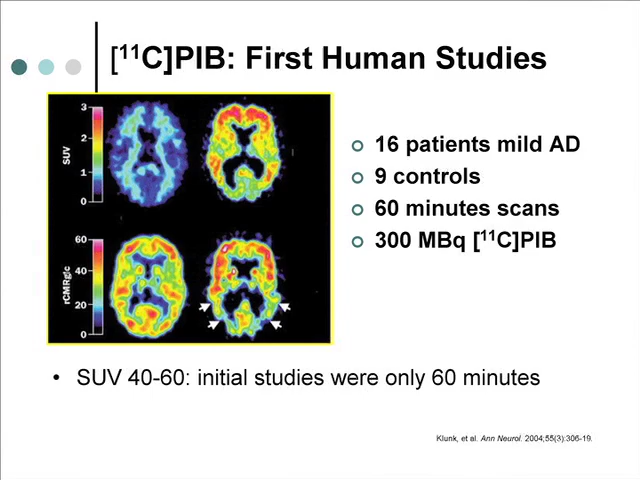 [¹¹C]PIB: First Human Studies
3
2
1
0
SUV
60
40
20
0
rCMRglc
16 patients mild AD
9 controls
60 minutes scans
300 MBq [¹¹C]PIB
• SUV 40-60: initial studies were only 60 minutes
Klunk, et al. Ann Neurol. 2004;55(3):306-19.